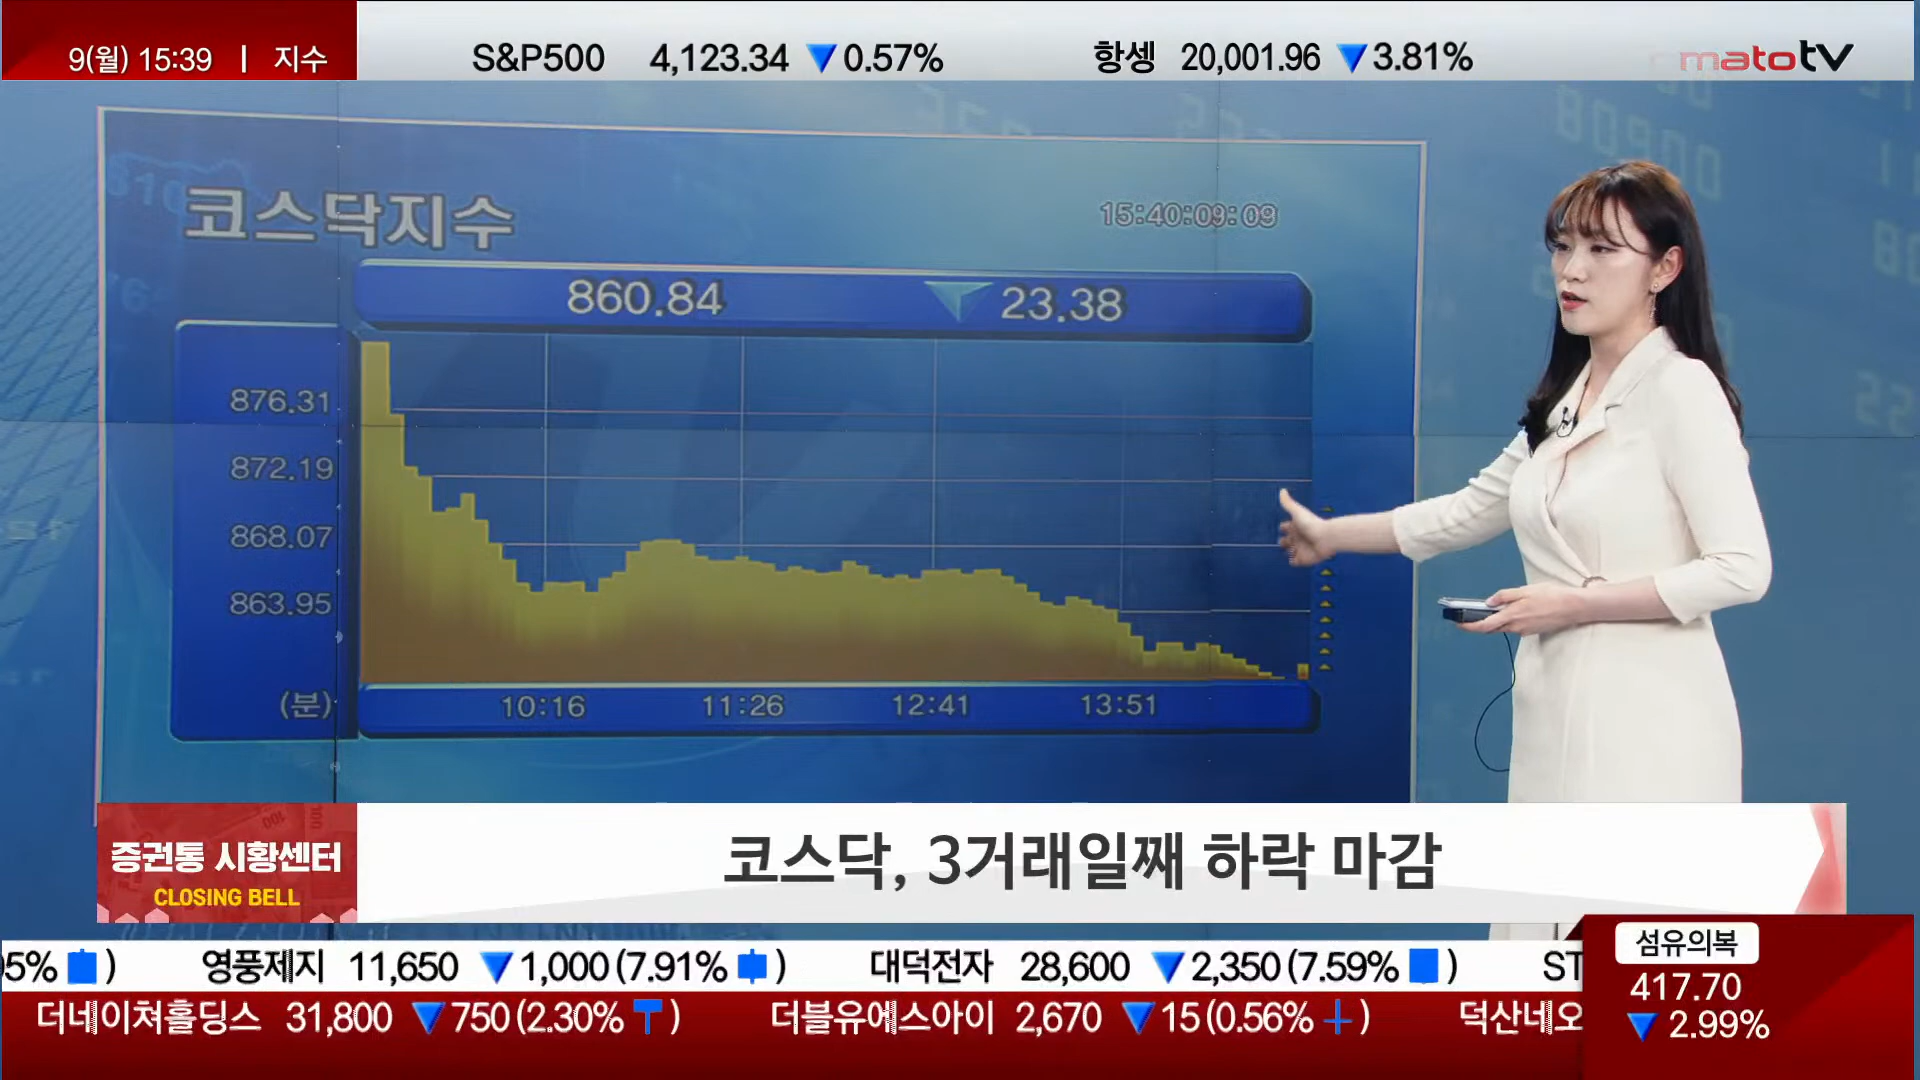 9(월) 15:39 | 지수
S&P500 4,123.34 ▼0.57%
항셍 20,001.96 ▼3.81%
matotv
코스닥지수
15:40:09:09
860.84 ▼ 23.38
876.31
872.19
868.07
863.95
(분)
10:16 11:26 12:41 13:51
증권통 시황센터
CLOSING BELL
코스닥, 3거래일째 하락 마감
5% )
영풍제지 11,650 ▼1,000 (7.91% )
대덕전자 28,600 ▼2,350 (7.59% )
ST
더네이쳐홀딩스 31,800 ▼750 (2.30% )
더블유에스아이 2,670 ▼15 (0.56% )
덕산네오
섬유의복
417.70
▼ 2.99%